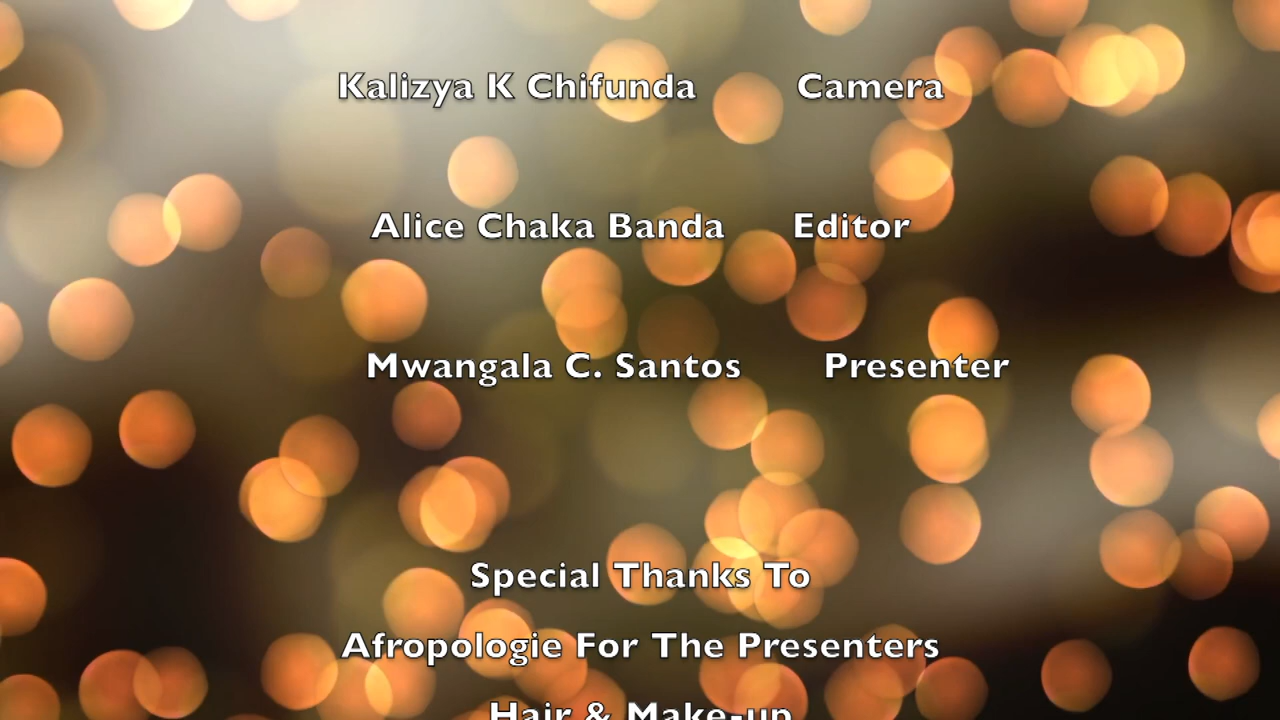 Kalizya K Chifunda Camera
Alice Chaka Banda Editor
Mwangala C. Santos Presenter
Special Thanks To
Afropologie For The Presenters
Hair & Make-up